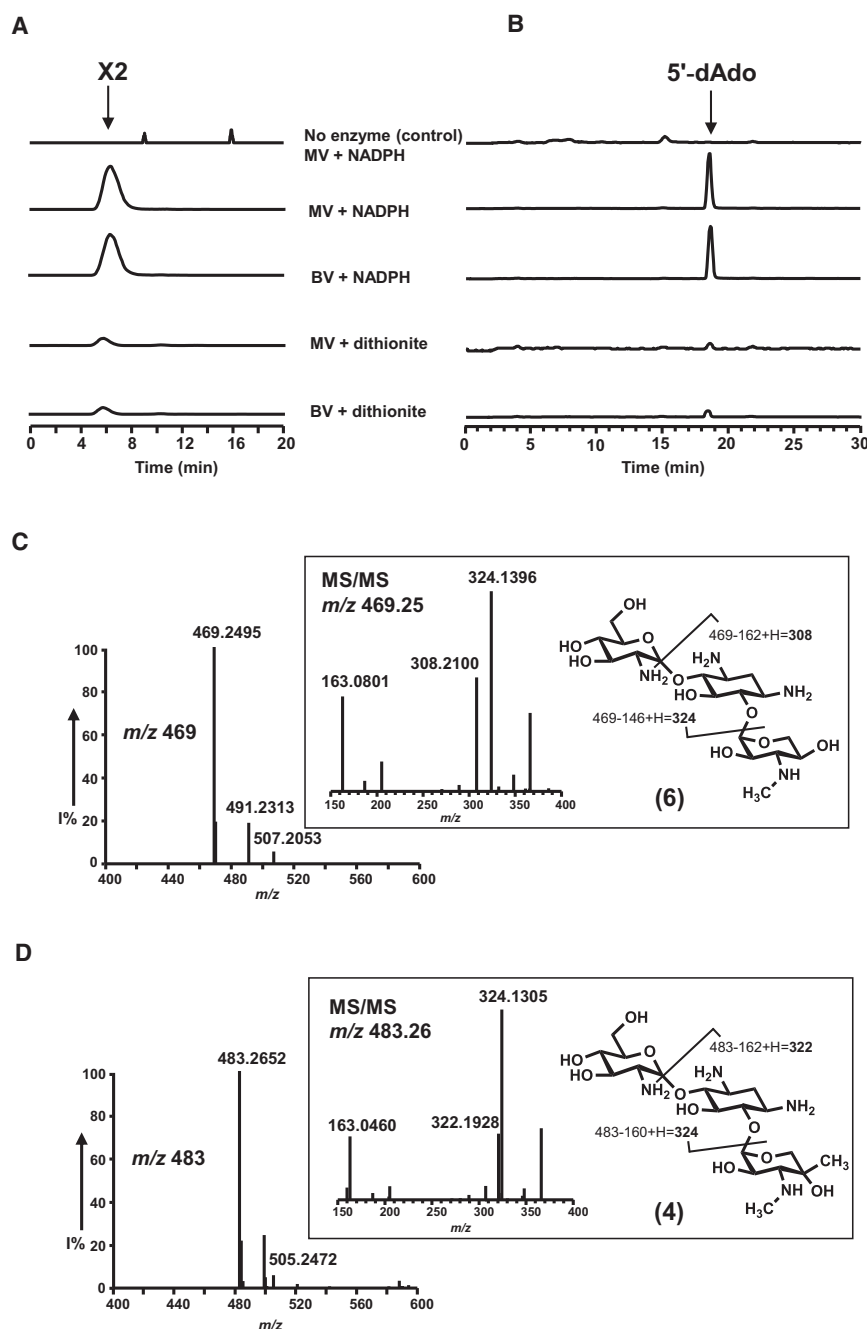 A
B
X2
5'-dAdo
No enzyme (control)
MV + NADPH
MV + NADPH
BV + NADPH
MV + dithionite
BV + dithionite
0 4 8 12 16 20
Time (min)
0 5 10 15 20 25 30
Time (min)
C
MS/MS
m/z 469.25
324.1396
308.2100
163.0801
150 200 250 300 350 400
m/z
OH
HO
HO
O
NH2
O
469-162+H=308
H2N
HO
NH2
O
469-146+H=324
O
HO
OH
NH
H3C
(6)
469.2495
m/z 469
491.2313
507.2053
100
80
60
40
20
0
I%
400 440 480 520 560 600
m/z
D
MS/MS
m/z 483.26
324.1305
322.1928
163.0460
150 200 250 300 350 400
m/z
OH
HO
HO
O
NH2
O
483-162+H=322
H2N
HO
NH2
O
483-160+H=324
O
HO
CH3
NH
OH
H3C
(4)
483.2652
m/z 483
505.2472
100
80
60
40
20
0
I%
400 440 480 520 560 600
m/z